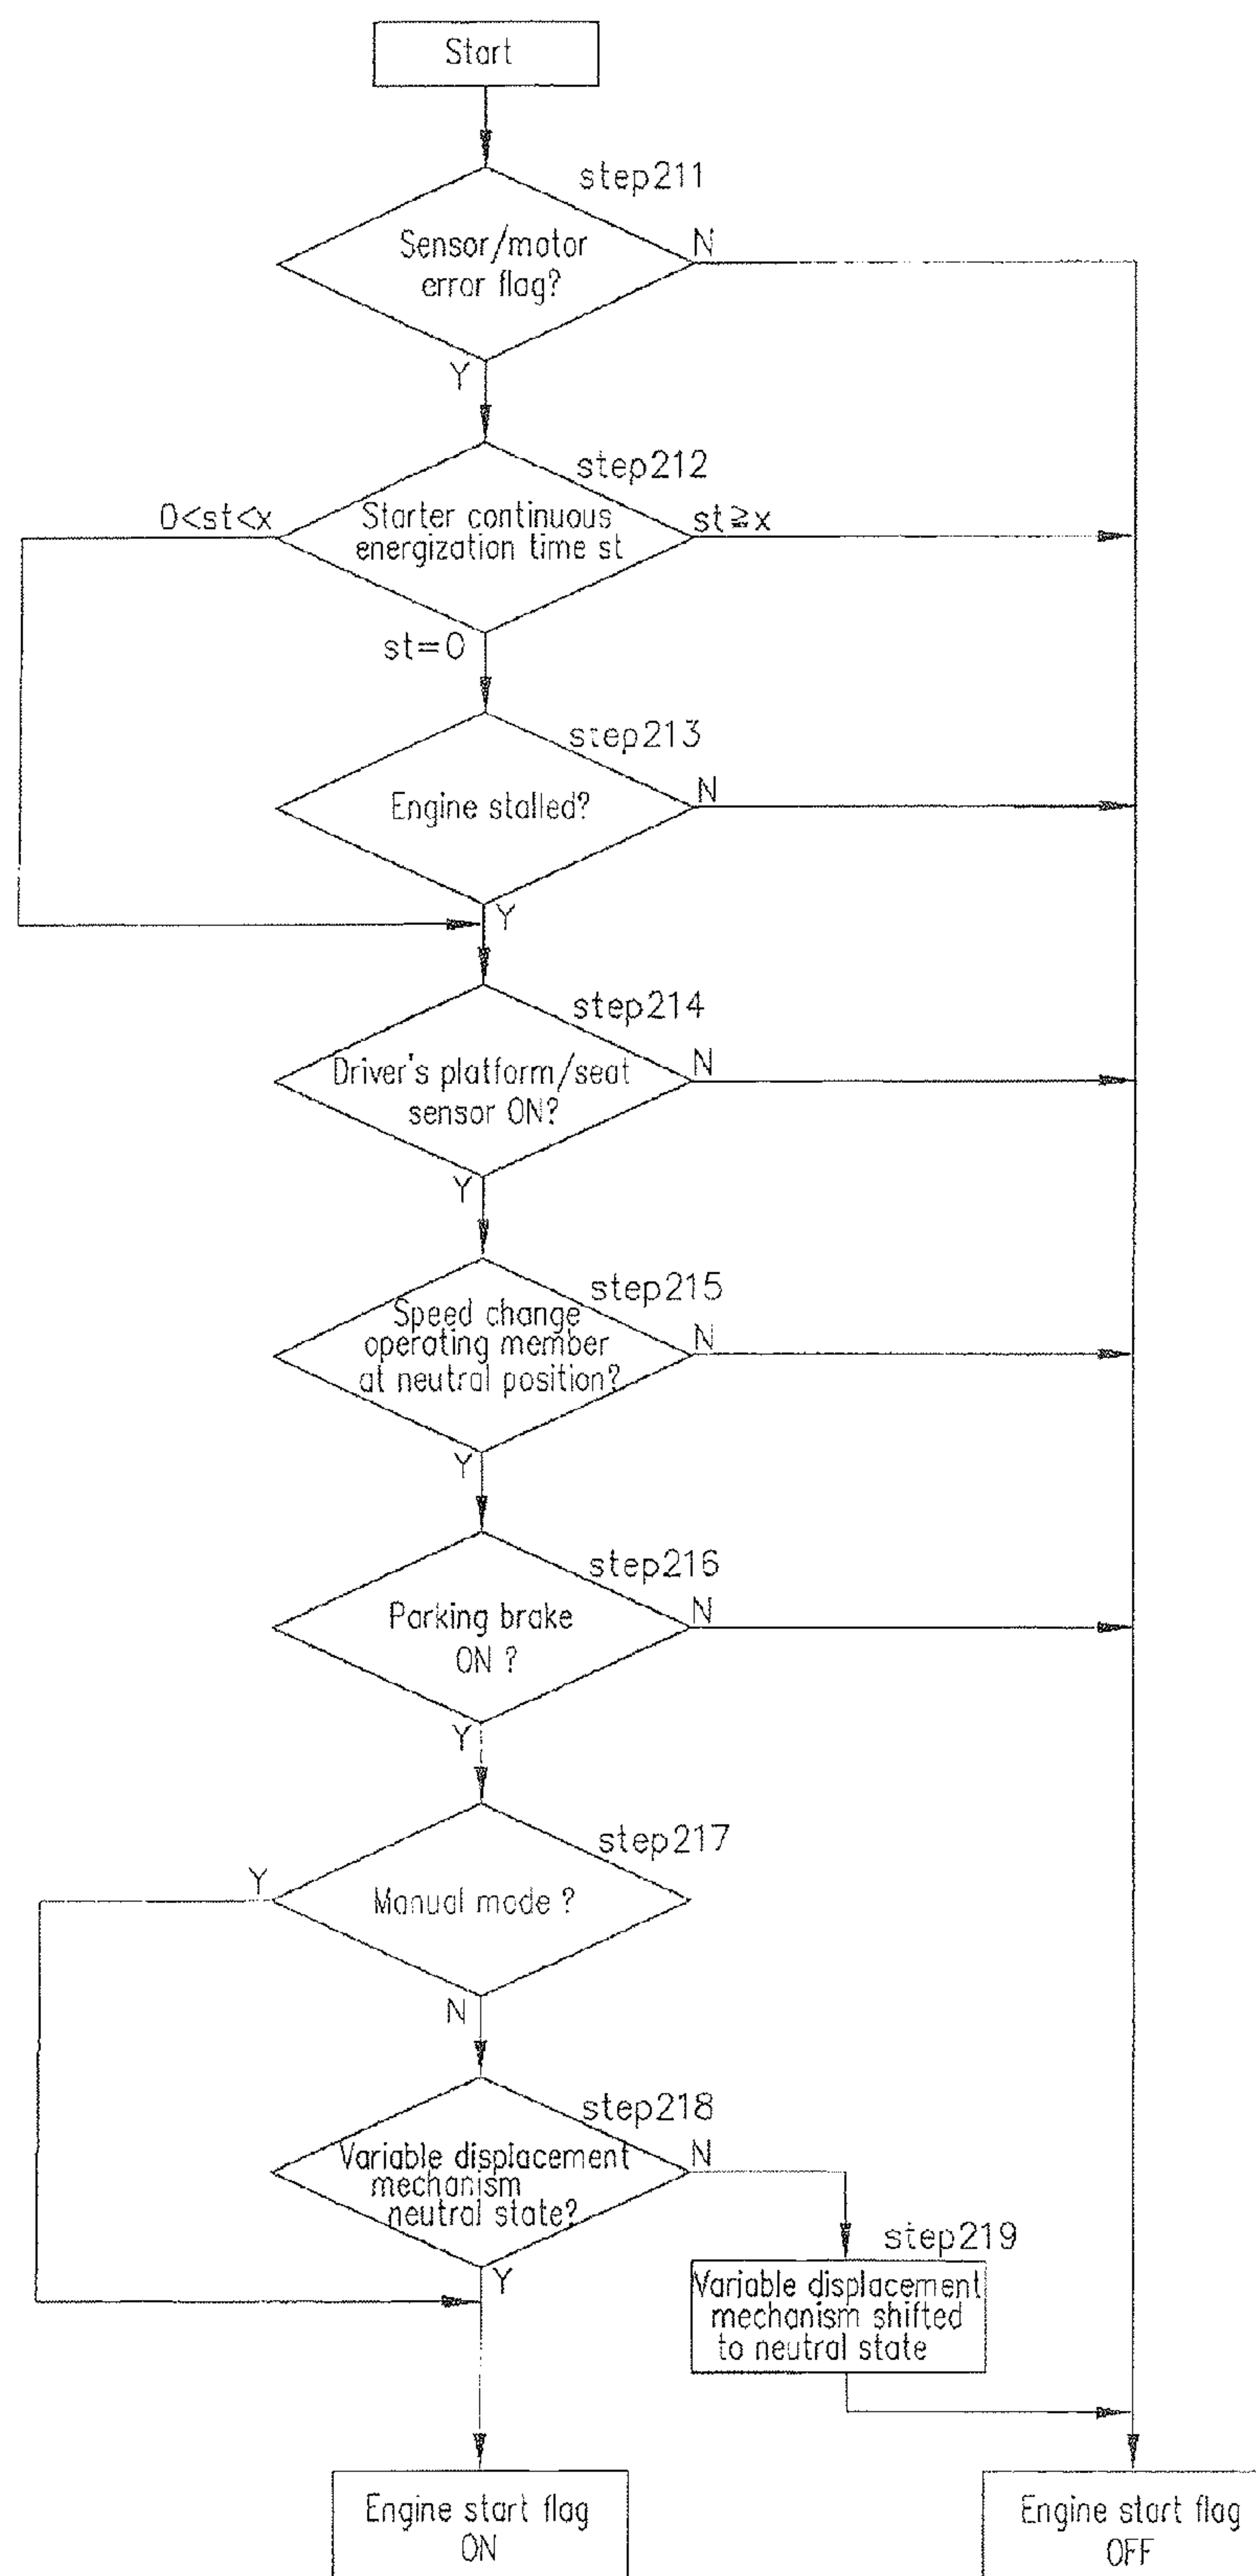 Start
step211
Sensor/motor
error flag?
N
Y
step212
0<st<x
Starter continuous
energization time st
st≧x
st=0
step213
Engine stalled?
N
Y
step214
Driver's platform/seat
sensor ON?
N
Y
step215
Speed change
operating member
at neutral position?
N
Y
step216
Parking brake
ON ?
N
Y
step217
Y
Manual mode ?
N
step218
Variable displacement
mechanism
neutral state?
N
Y
step219
Variable displacement
mechanism shifted
to neutral state
Engine start flag
ON
Engine start flag
OFF